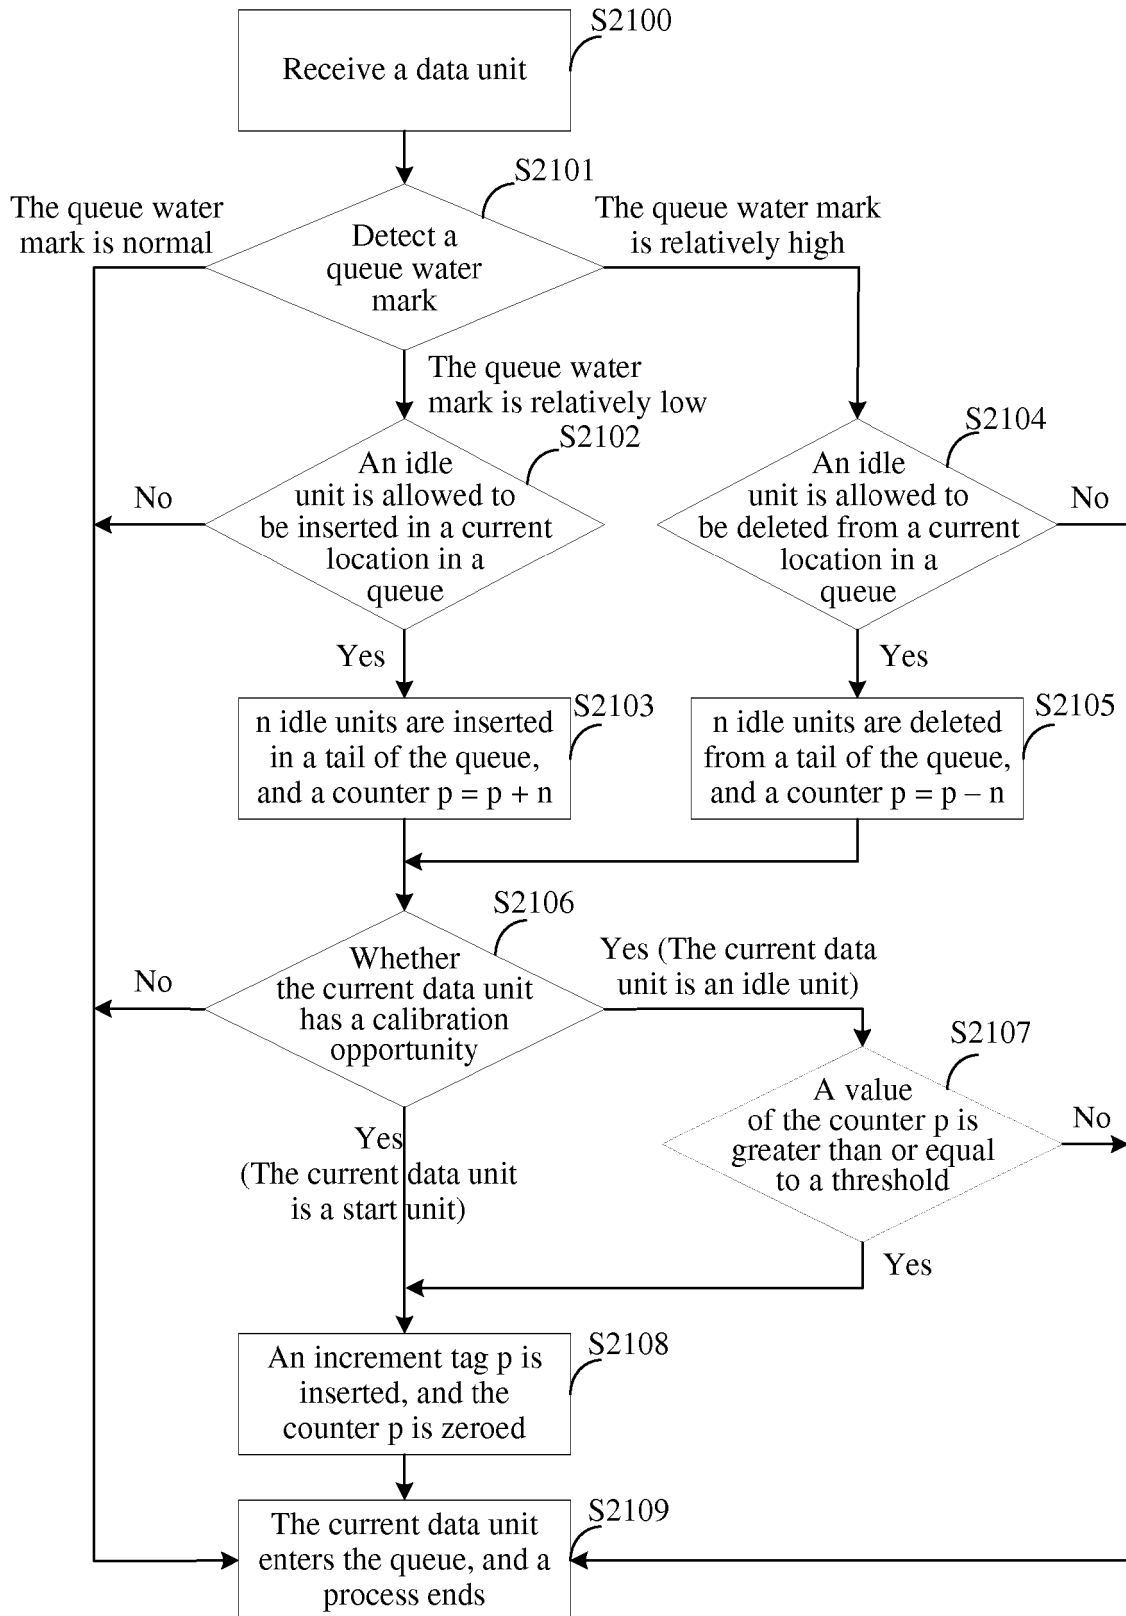 S2100
Receive a data unit
S2101
The queue water
mark is normal
The queue water mark
is relatively high
Detect a
queue water
mark
The queue water
mark is relatively low
S2102
An idle
unit is allowed to
be inserted in a current
location in a
queue
No
S2104
An idle
unit is allowed to
be deleted from a current
location in a
queue
No
Yes
Yes
S2103
n idle units are inserted
in a tail of the queue,
and a counter p = p + n
S2105
n idle units are deleted
from a tail of the queue,
and a counter p = p – n
S2106
Whether
the current data unit
has a calibration
opportunity
No
Yes (The current data
unit is an idle unit)
S2107
A value
of the counter p is
greater than or equal
to a threshold
No
Yes
(The current data unit
is a start unit)
Yes
S2108
An increment tag p is
inserted, and the
counter p is zeroed
S2109
The current data unit
enters the queue, and a
process ends